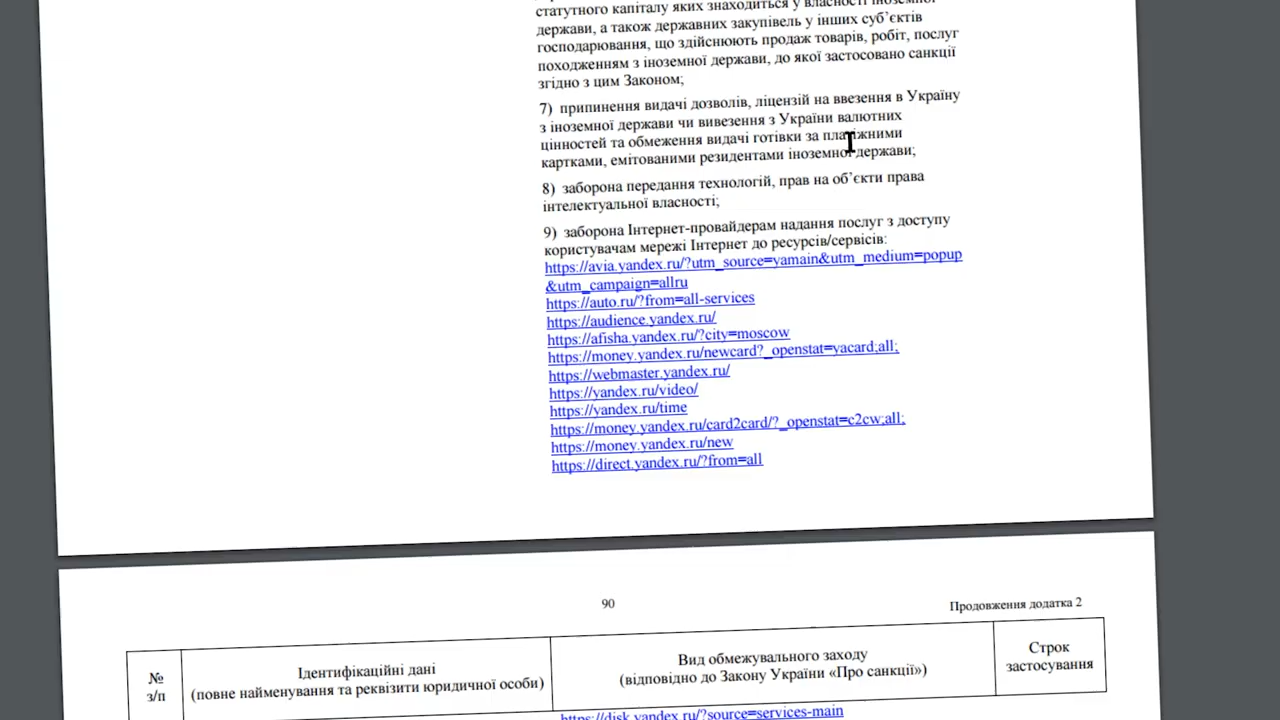 статутного капіталу яких знаходиться у власності іноземної
держави, а також державних закупівель у інших суб’єктів
господарювання, що здійснюють продаж товарів, робіт, послуг
походженням з іноземної держави, до якої застосовано санкції
згідно з цим Законом;
7) припинення видачі дозволів, ліцензій на ввезення в Україну
з іноземної держави чи вивезення з України валютних
цінностей та обмеження видачі готівки за платіжними
картками, емітованими резидентами іноземної держави;
8) заборона передання технологій, прав на об’єкти права
інтелектуальної власності;
9) заборона Інтернет-провайдерам надання послуг з доступу
користувачам мережі Інтернет до ресурсів/сервісів:
https://avia.yandex.ru/?utm_source=yamain&utm_medium=popup
&utm_campaign=allru
https://auto.ru/?from=all-services
https://audience.yandex.ru/
https://afisha.yandex.ru/?city=moscow
https://money.yandex.ru/newcard?_openstat=yacard;all;
https://webmaster.yandex.ru/
https://yandex.ru/video/
https://yandex.ru/time
https://money.yandex.ru/card2card/?_openstat=c2cw;all;
https://money.yandex.ru/new
https://direct.yandex.ru/?from=all
90
Продовження додатка 2
№
з/п
Ідентифікаційні дані
(повне найменування та реквізити юридичної особи)
Вид обмежувального заходу
(відповідно до Закону України «Про санкції»)
Строк
застосування
https://disk.yandex.ru/?source=services-main